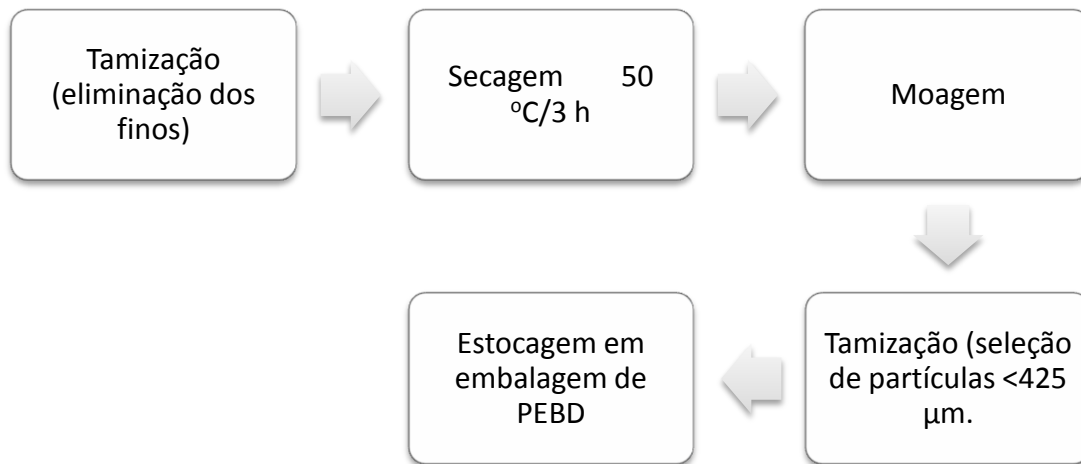 Tamização
(eliminação dos
finos)
Secagem 50
ºC/3 h
Moagem
Tamização (seleção
de partículas <425
µm.
Estocagem em
embalagem de
PEBD